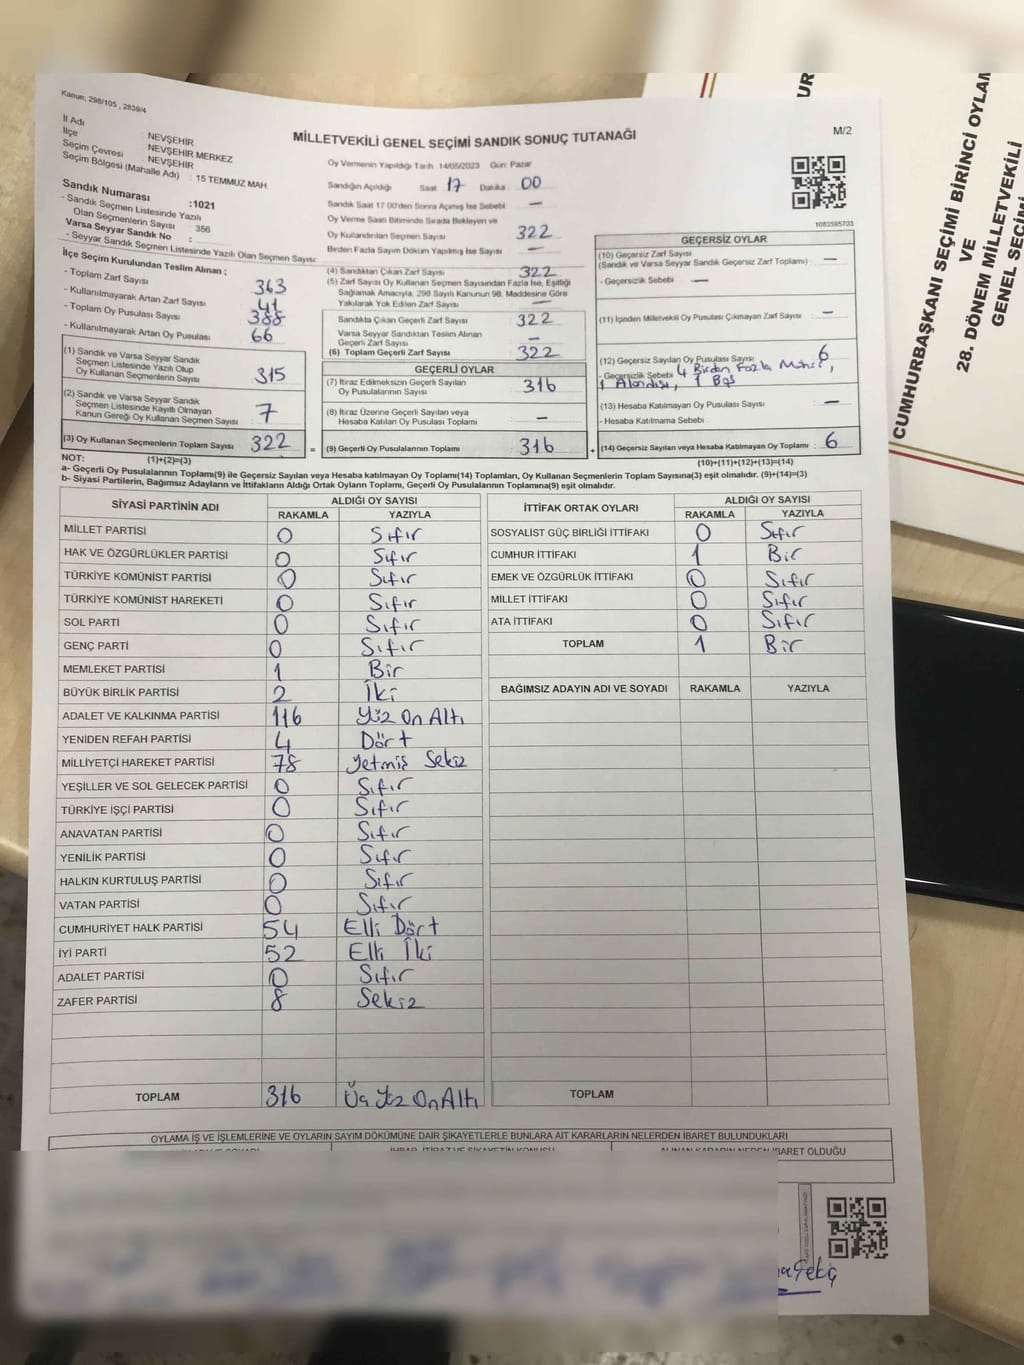 Kanun; 298/105 , 2839/4
MİLLETVEKİLİ GENEL SEÇİMİ SANDIK SONUÇ TUTANAĞI
M/2
İl Adı : NEVŞEHİR
İlçe : NEVŞEHİR MERKEZ
Seçim Çevresi : NEVŞEHİR
Seçim Bölgesi (Mahalle Adı) : 15 TEMMUZ MAH.
Sandık Numarası :1021
- Sandık Seçmen Listesinde Yazılı
Olan Seçmenlerin Sayısı : 356
Varsa Seyyar Sandık No :
- Seyyar Sandık Seçmen Listesinde Yazılı Olan Seçmen Sayısı:
İlçe Seçim Kurulundan Teslim Alınan ;
- Toplam Zarf Sayısı 363
- Kullanılmayarak Artan Zarf Sayısı 41
- Toplam Oy Pusulası Sayısı 388
- Kullanılmayarak Artan Oy Pusulası 66
(1) Sandık ve Varsa Seyyar Sandık
Seçmen Listesinde Yazılı Olup
Oy Kullanan Seçmenlerin Sayısı 315
(2) Sandık ve Varsa Seyyar Sandık
Seçmen Listesinde Kayıtlı Olmayan
Kanun Gereği Oy Kullanan Seçmen Sayısı 7
(3) Oy Kullanan Seçmenlerin Toplam Sayısı 322
Oy Vermenin Yapıldığı Tarih 14/05/2023 Gün: Pazar
Sandığın Açıldığı Saat 17 Dakika 00
Sandık Saat 17 00'den Sonra Açılmış İse Sebebi —
Oy Verme Saati Bitiminde Sırada Bekleyen ve
Oy Kullandırılan Seçmen Sayısı 322
Birden Fazla Sayım Döküm Yapılmış İse Sayısı —
(4) Sandıktan Çıkan Zarf Sayısı 322
(5) Zarf Sayısı Oy Kullanan Seçmen Sayısından Fazla İse, Eşitliği
Sağlamak Amacıyla, 298 Sayılı Kanunun 98. Maddesine Göre
Yakılarak Yok Edilen Zarf Sayısı —
Sandıkta Çıkan Geçerli Zarf Sayısı 322
Varsa Seyyar Sandıktan Teslim Alınan
Geçerli Zarf Sayısı —
(6) Toplam Geçerli Zarf Sayısı 322
GEÇERLİ OYLAR
(7) İtiraz Edilmeksizin Geçerli Sayılan
Oy Pusulalarının Sayısı 316
(8) İtiraz Üzerine Geçerli Sayılan veya
Hesaba Katılan Oy Pusulası Toplamı —
= (9) Geçerli Oy Pusulalarının Toplamı 316
1083595703
GEÇERSİZ OYLAR
(10) Geçersiz Zarf Sayısı
(Sandık ve Varsa Seyyar Sandık Geçersiz Zarf Toplamı) —
- Geçersizlik Sebebi —
(11) İçinden Milletvekili Oy Pusulası Çıkmayan Zarf Sayısı —
(12) Geçersiz Sayılan Oy Pusulası Sayısı 6
- Geçersizlik Sebebi 4 Birden Fazla
1 1 Boş
(13) Hesaba Katılmayan Oy Pusulası Sayısı —
- Hesaba Katılmama Sebebi
+ (14) Geçersiz Sayılan veya Hesaba Katılmayan Oy Toplamı : 6
NOT: (1)+(2)=(3)
(10)+(11)+(12)+(13)=(14)
a- Geçerli Oy Pusulalarının Toplamı(9) ile Geçersiz Sayılan veya Hesaba katılmayan Oy Toplamı(14) Toplamları, Oy Kullanan Seçmenlerin Toplam Sayısına(3) eşit olmalıdır. (9)+(14)=(3)
b- Siyasi Partilerin, Bağımsız Adayların ve İttifakların Aldığı Ortak Oyların Toplamı, Geçerli Oy Pusulalarının Toplamına(9) eşit olmalıdır.
SİYASİ PARTİNİN ADI ALDIĞI OY SAYISI
RAKAMLA YAZIYLA
MİLLET PARTİSİ 0 Sıfır
HAK VE ÖZGÜRLÜKLER PARTİSİ 0 Sıfır
TÜRKİYE KOMÜNİST PARTİSİ 0 Sıfır
TÜRKİYE KOMÜNİST HAREKETİ 0 Sıfır
SOL PARTİ 0 Sıfır
GENÇ PARTİ 0 Sıfır
MEMLEKET PARTİSİ 1 Bir
BÜYÜK BİRLİK PARTİSİ 2 İki
ADALET VE KALKINMA PARTİSİ 116 Yüz On Altı
YENİDEN REFAH PARTİSİ 4 Dört
MİLLİYETÇİ HAREKET PARTİSİ 78 Yetmiş Sekiz
YEŞİLLER VE SOL GELECEK PARTİSİ 0 Sıfır
TÜRKİYE İŞÇİ PARTİSİ 0 Sıfır
ANAVATAN PARTİSİ 0 Sıfır
YENİLİK PARTİSİ 0 Sıfır
HALKIN KURTULUŞ PARTİSİ 0 Sıfır
VATAN PARTİSİ 0 Sıfır
CUMHURİYET HALK PARTİSİ 54 Elli Dört
İYİ PARTİ 52 Elli İki
ADALET PARTİSİ 0 Sıfır
ZAFER PARTİSİ 8 Sekiz
TOPLAM 316 Üç Yüz On Altı
İTTİFAK ORTAK OYLARI ALDIĞI OY SAYISI
RAKAMLA YAZIYLA
SOSYALİST GÜÇ BİRLİĞİ İTTİFAKI 0 Sıfır
CUMHUR İTTİFAKI 1 Bir
EMEK VE ÖZGÜRLÜK İTTİFAKI 0 Sıfır
MİLLET İTTİFAKI 0 Sıfır
ATA İTTİFAKI 0 Sıfır
TOPLAM 1 Bir
BAĞIMSIZ ADAYIN ADI VE SOYADI RAKAMLA YAZIYLA
TOPLAM
OYLAMA İŞ VE İŞLEMLERİNE VE OYLARIN SAYIM DÖKÜMÜNE DAİR ŞİKAYETLERLE BUNLARA AİT KARARLARIN NELERDEN İBARET BULUNDUKLARI
İHBAR, İTİRAZ VE ŞİKAYETİN KONUSU ALINAN KARARIN NEDEN İBARET OLDUĞU
UR
CUMHURBAŞKANI SEÇİMİ BİRİNCİ OYLAM
VE
28. DÖNEM MİLLETVEKİLİ
GENEL SEÇİMİ